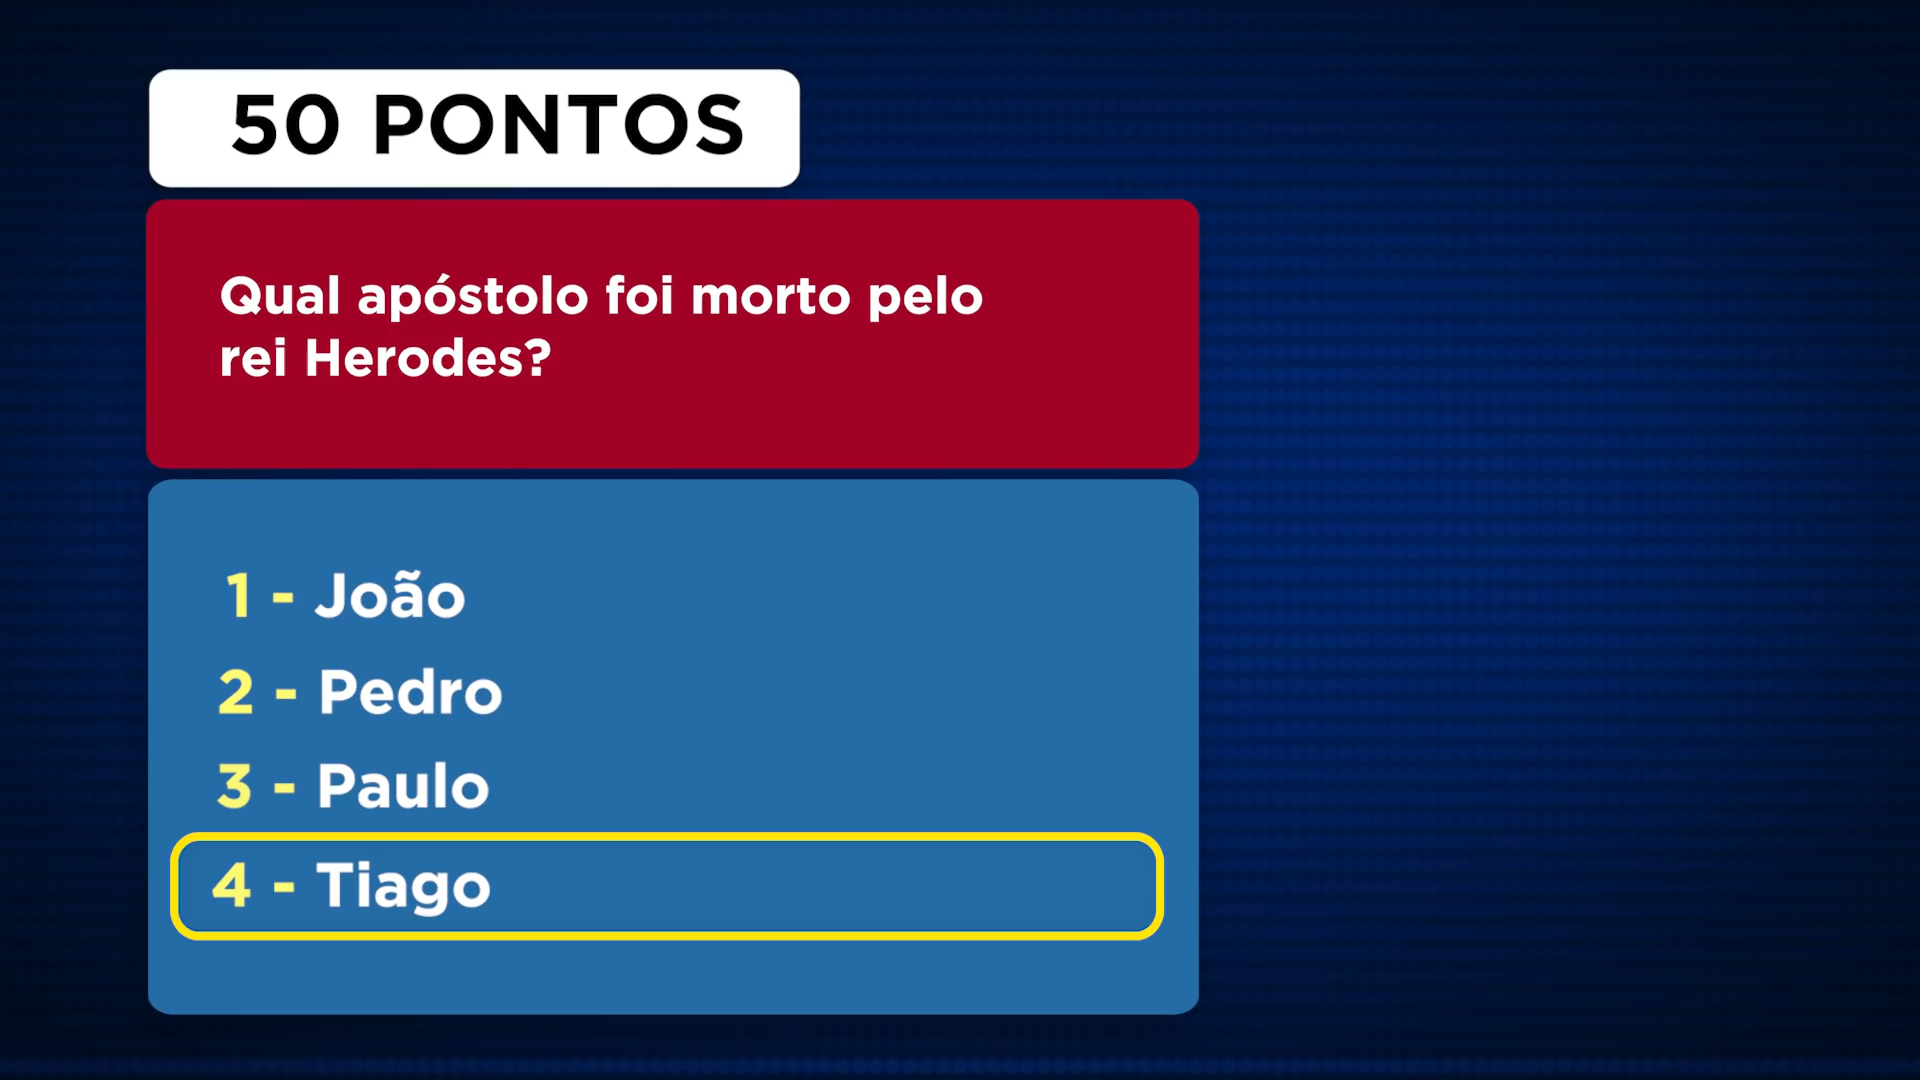 50 PONTOS
Qual apóstolo foi morto pelo
rei Herodes?
1 - João
2 - Pedro
3 - Paulo
4 - Tiago